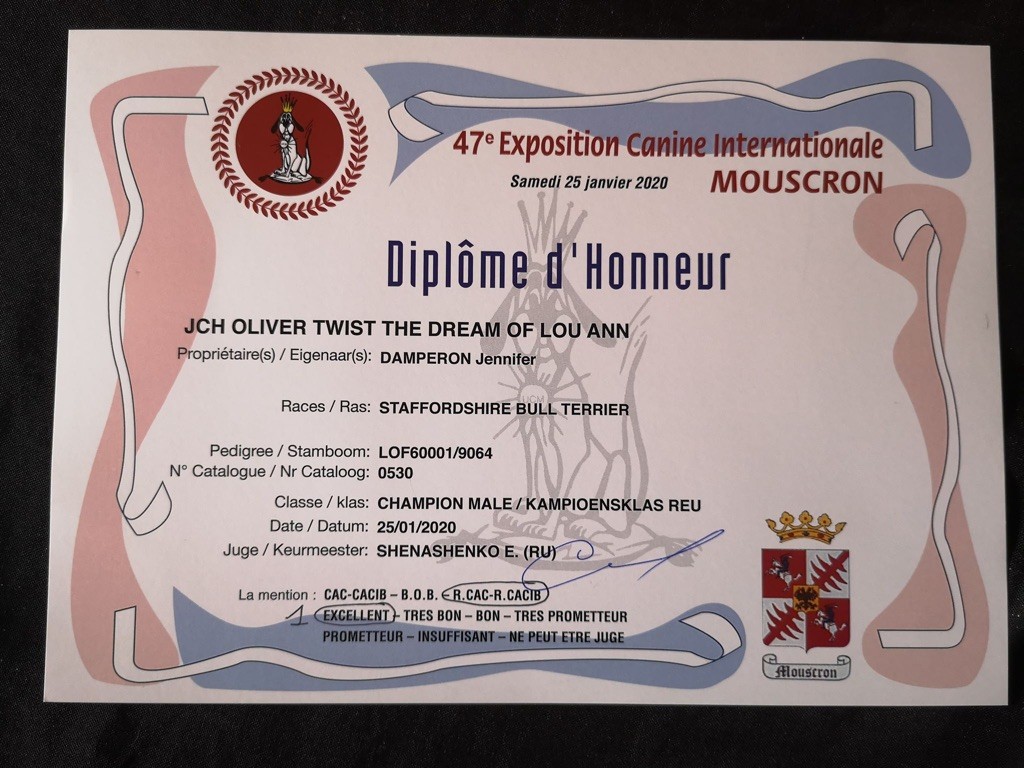 47e Exposition Canine Internationale
Samedi 25 janvier 2020 MOUSCRON
Diplôme d'Honneur
JCH OLIVER TWIST THE DREAM OF LOU ANN
Propriétaire(s) / Eigenaar(s): DAMPERON Jennifer
UCM
Races / Ras: STAFFORDSHIRE BULL TERRIER
Pedigree / Stamboom: LOF60001/9064
N° Catalogue / Nr Cataloog: 0530
Classe / klas: CHAMPION MALE / KAMPIOENSKLAS REU
Date / Datum: 25/01/2020
Juge / Keurmeester: SHENASHENKO E. (RU)
La mention : CAC-CACIB – B.O.B. – R.CAC-R.CACIB
1 EXCELLENT – TRES BON – BON – TRES PROMETTEUR
PROMETTEUR – INSUFFISANT – NE PEUT ETRE JUGE
Mouscron